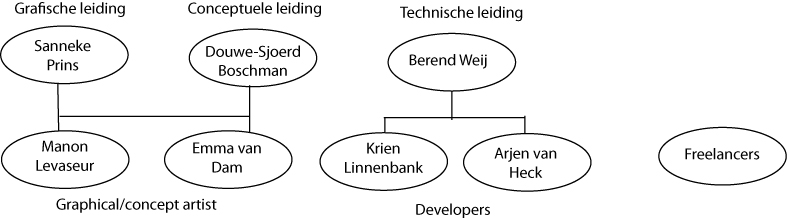 Grafische leiding
Conceptuele leiding
Technische leiding
Sanneke
Prins
Douwe-Sjoerd
Boschman
Berend Weij
Manon
Levaseur
Emma van
Dam
Krien
Linnenbank
Arjen van
Heck
Freelancers
Graphical/concept artist
Developers